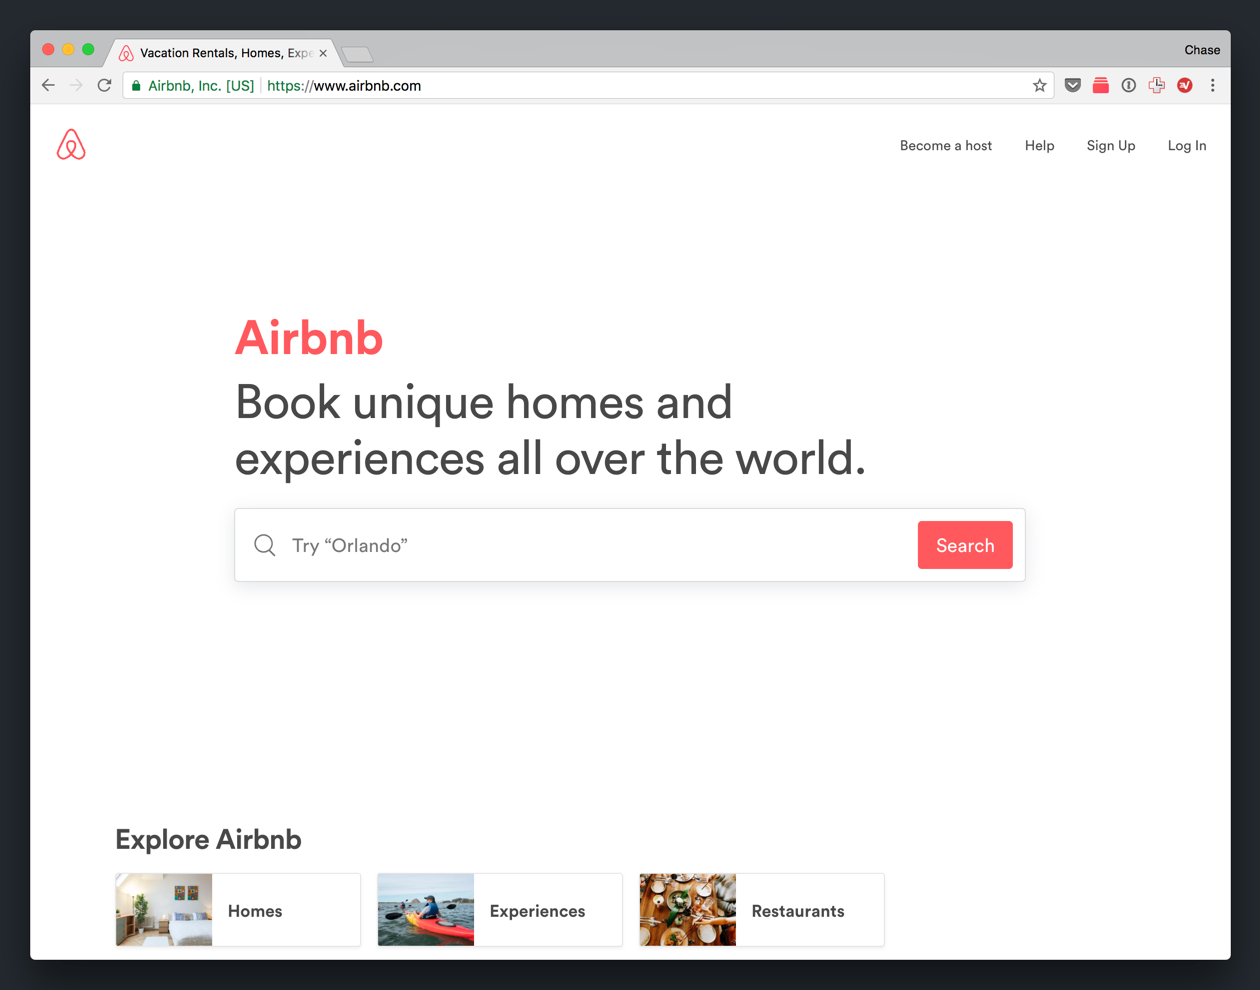 Vacation Rentals, Homes, Expe
Chase
Airbnb, Inc. [US] https://www.airbnb.com
Become a host Help Sign Up Log In
Airbnb
Book unique homes and
experiences all over the world.
Try “Orlando” Search
Explore Airbnb
Homes Experiences Restaurants